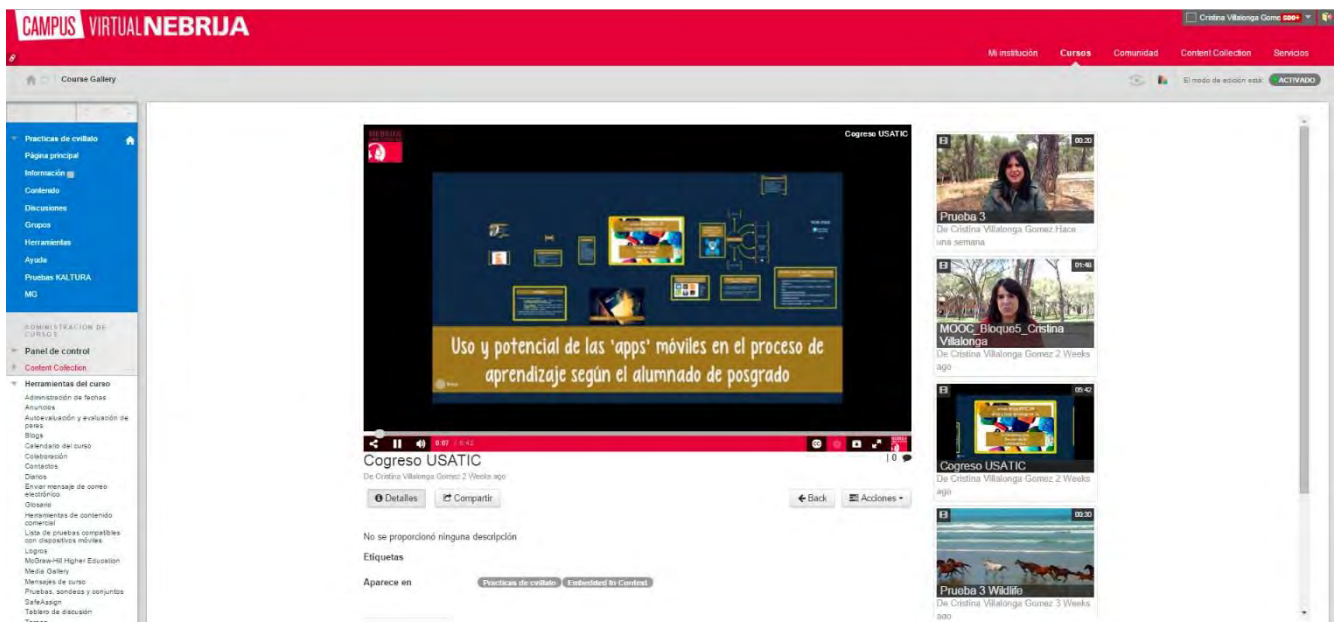 CAMPUS VIRTUAL NEBRIJA
Cristina Villalonga Gome
Mi institución Cursos Comunidad Content Collection Servicios
Course Gallery
El modo de edición está: ACTIVADO
Practicas de cvillalo
Página principal
Información
Contenido
Discusiones
Grupos
Herramientas
Ayuda
Pruebas KALTURA
MG
ADMINISTRACIÓN DE
CURSOS
Panel de control
Content Collection
Herramientas del curso
Administración de fechas
Anuncios
Autoevaluación y evaluación de
pares
Blogs
Calendario del curso
Colaboración
Contactos
Diarios
Enviar mensaje de correo
electrónico
Glosario
Herramientas de contenido
comercial
Lista de pruebas compatibles
con dispositivos móviles
Logros
McGraw-Hill Higher Education
Media Gallery
Mensajes de curso
Pruebas, sondeos y conjuntos
SafeAssign
Tablero de discusión
NEBRIJA
Cogreso USATIC
Uso y potencial de las 'apps' móviles en el proceso de
aprendizaje según el alumnado de posgrado
0:07 / 5:42
Cogreso USATIC
| 0
De Cristina Villalonga Gomez 2 Weeks ago
Detalles Compartir Back Acciones
No se proporcionó ninguna descripción
Etiquetas
Aparece en Practicas de cvillalo Embedded In Context
00:20
Prueba 3
De Cristina Villalonga Gomez Hace
una semana
01:40
MOOC_Bloque5_Cristina
Villalonga
De Cristina Villalonga Gomez 2 Weeks
ago
05:42
Cogreso USATIC
De Cristina Villalonga Gomez 2 Weeks
ago
00:30
Prueba 3 Wildlife
De Cristina Villalonga Gomez 3 Weeks
ago